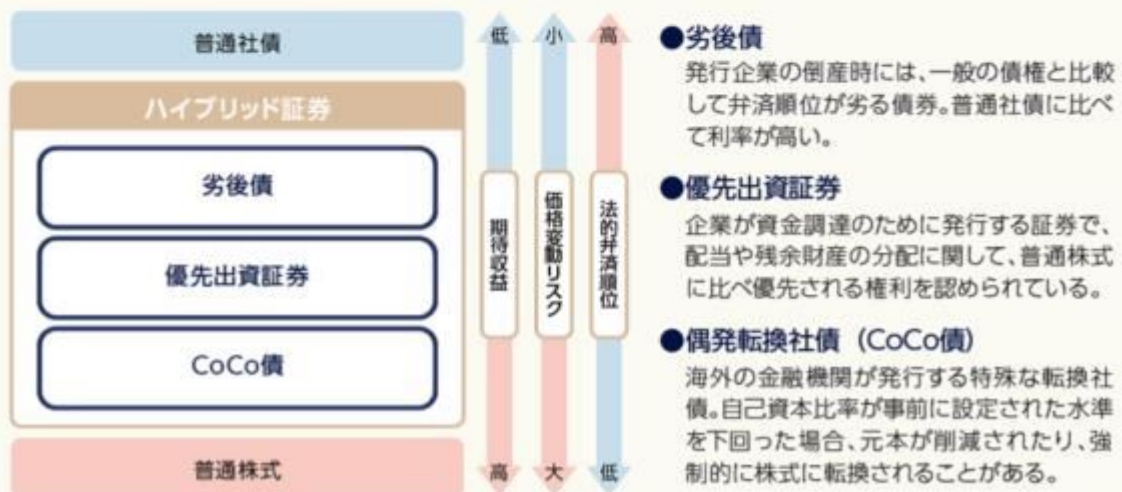 普通社債
ハイブリッド証券
劣後債
優先出資証券
CoCo債
普通株式
低
小
高
期待収益
価格変動リスク
法的弁済順位
高
大
低
●劣後債
発行企業の倒産時には、一般の債権と比較
して弁済順位が劣る債券。普通社債に比べ
て利率が高い。
●優先出資証券
企業が資金調達のために発行する証券で、
配当や残余財産の分配に関して、普通株式
に比べ優先される権利を認められている。
●偶発転換社債（CoCo債）
海外の金融機関が発行する特殊な転換社
債。自己資本比率が事前に設定された水準
を下回った場合、元本が削減されたり、強
制的に株式に転換されることがある。